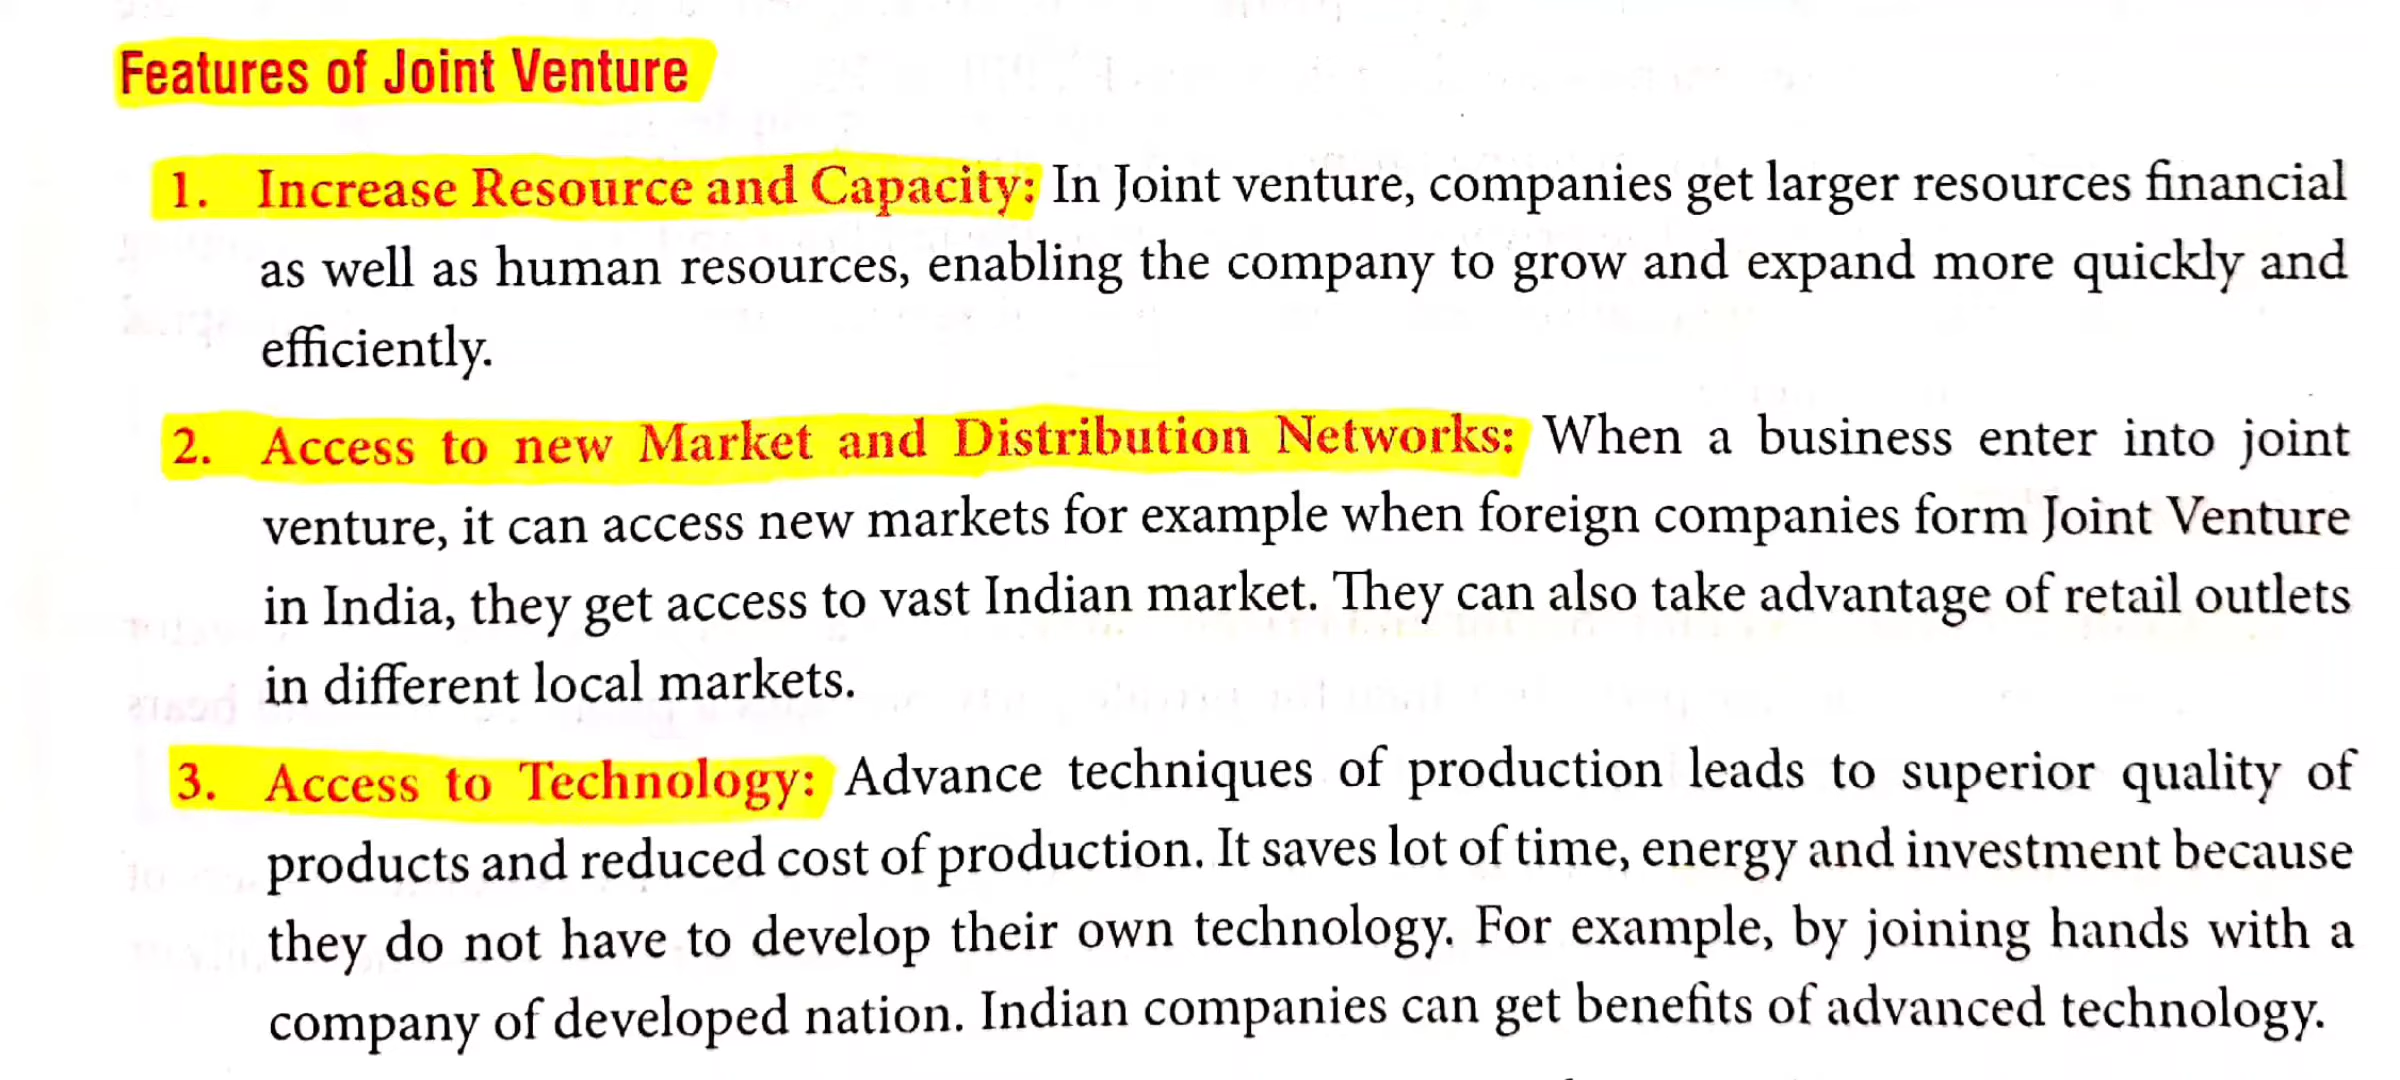 Features of Joint Venture
1. Increase Resource and Capacity: In Joint venture, companies get larger resources financial
as well as human resources, enabling the company to grow and expand more quickly and
efficiently.
2. Access to new Market and Distribution Networks: When a business enter into joint
venture, it can access new markets for example when foreign companies form Joint Venture
in India, they get access to vast Indian market. They can also take advantage of retail outlets
in different local markets.
3. Access to Technology: Advance techniques of production leads to superior quality of
products and reduced cost of production. It saves lot of time, energy and investment because
they do not have to develop their own technology. For example, by joining hands with a
company of developed nation. Indian companies can get benefits of advanced technology.